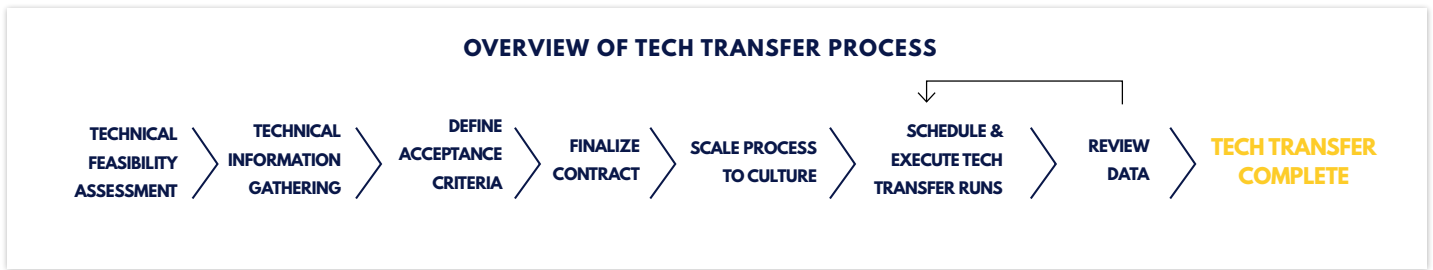 OVERVIEW OF TECH TRANSFER PROCESS
TECHNICAL
FEASIBILITY
ASSESSMENT
TECHNICAL
INFORMATION
GATHERING
DEFINE
ACCEPTANCE
CRITERIA
FINALIZE
CONTRACT
SCALE PROCESS
TO CULTURE
SCHEDULE &
EXECUTE TECH
TRANSFER RUNS
REVIEW
DATA
TECH TRANSFER
COMPLETE